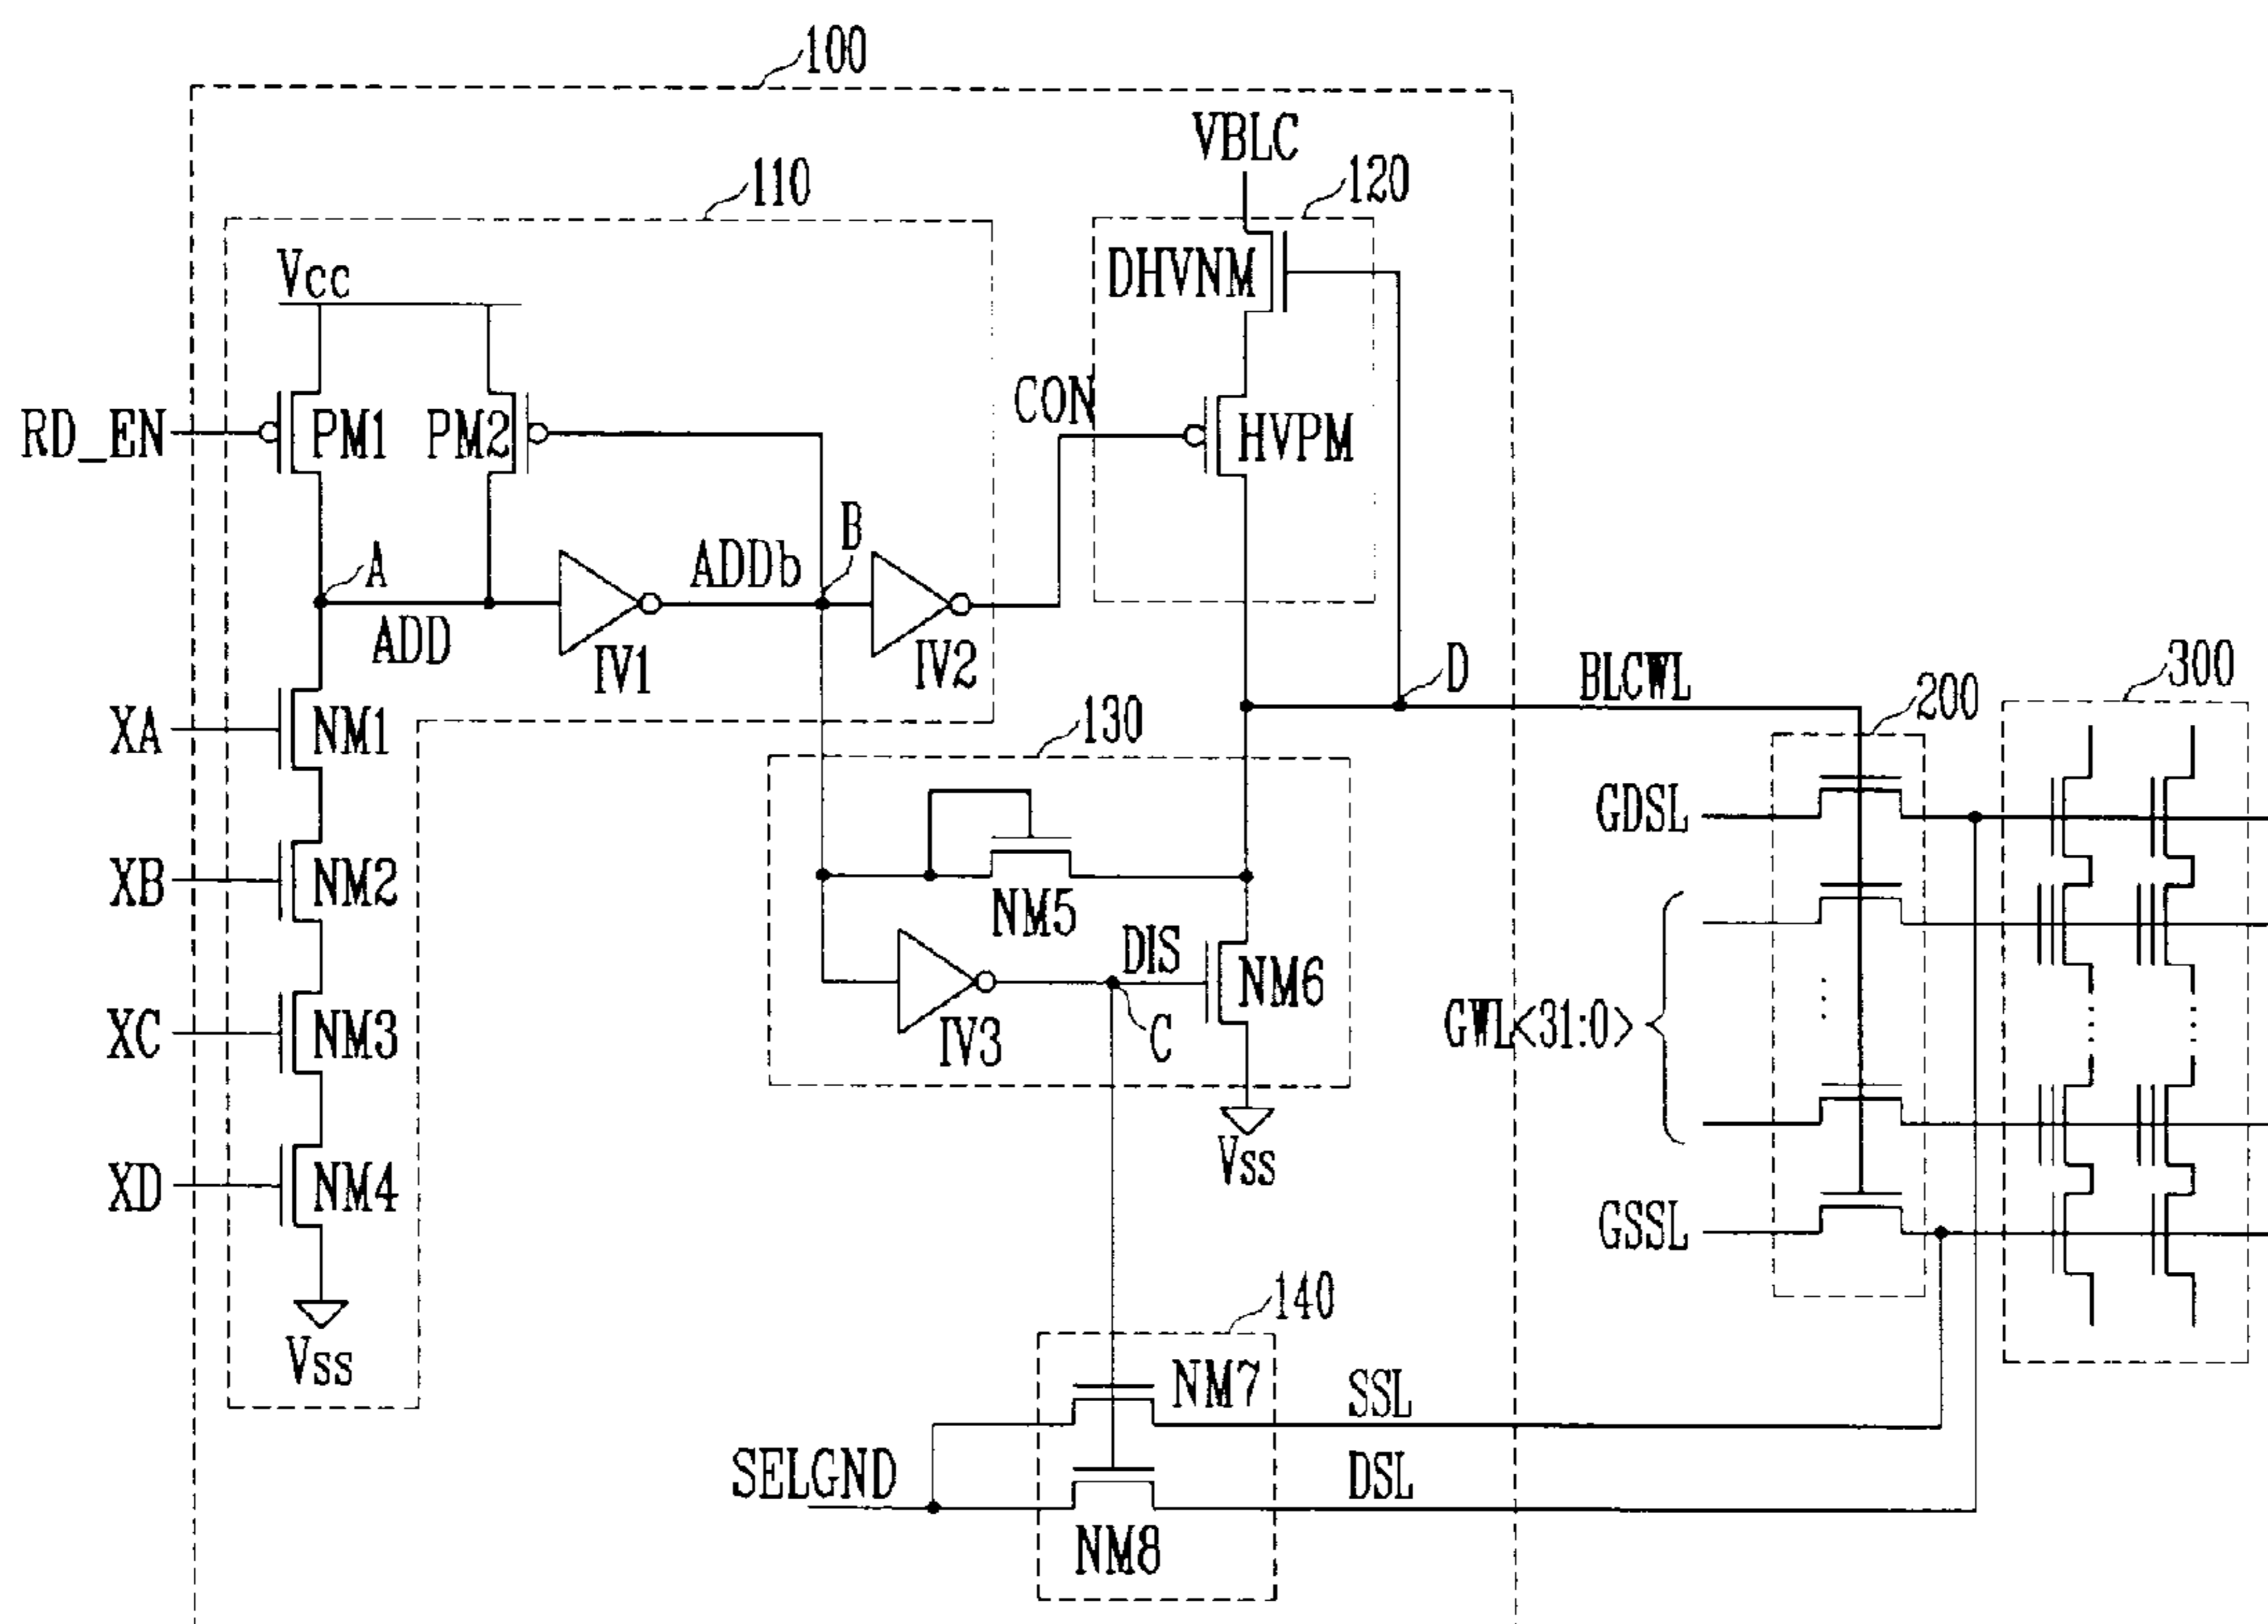 100
VBLC
110
120
Vcc
DHVNM
CON
RD_EN
PM1
PM2
HVPM
A
ADDb
B
ADD
IV1
IV2
D
BLCWL
200
300
XA
NM1
130
GDSL
XB
NM2
NM5
DIS
NM6
GWL<31:0>
XC
NM3
IV3
C
Vss
XD
NM4
GSSL
140
Vss
NM7
SSL
SELGND
DSL
NM8